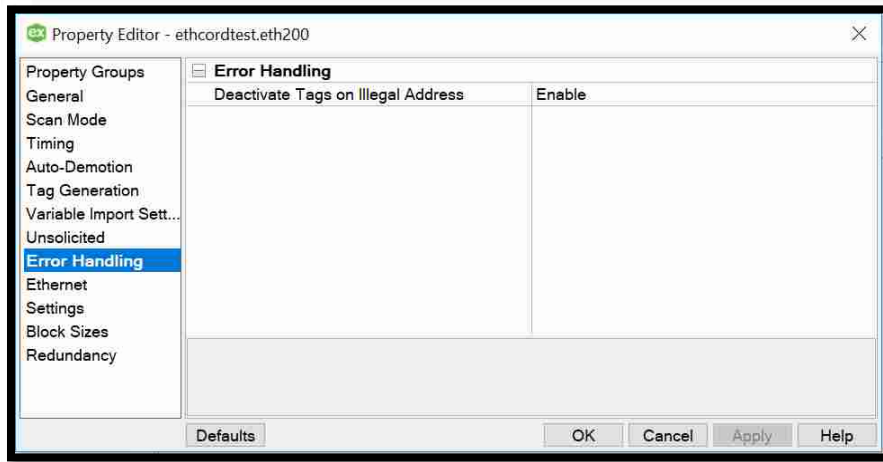 ex Property Editor - ethcordtest.eth200
Property Groups
General
Scan Mode
Timing
Auto-Demotion
Tag Generation
Variable Import Sett...
Unsolicited
Error Handling
Ethernet
Settings
Block Sizes
Redundancy
Error Handling
Deactivate Tags on Illegal Address Enable
Defaults OK Cancel Apply Help